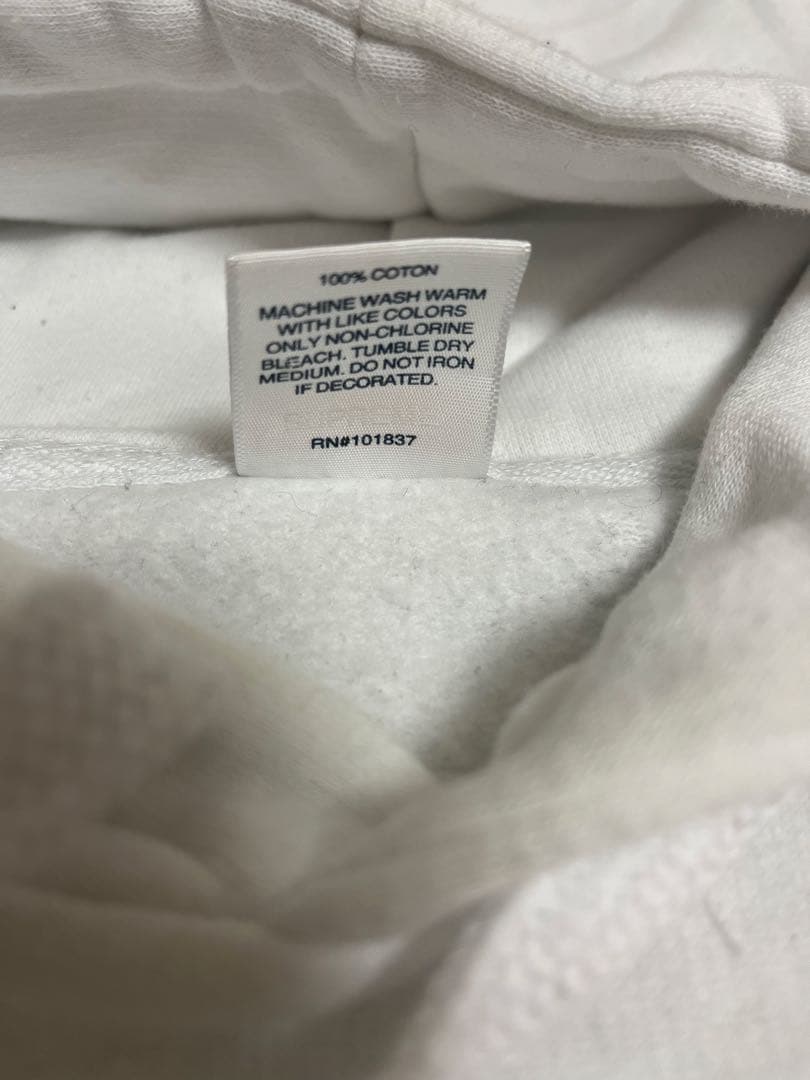 100% COTON
MACHINE WASH WARM
WITH LIKE COLORS
ONLY NON-CHLORINE
BLEACH. TUMBLE DRY
MEDIUM. DO NOT IRON
IF DECORATED.
RN#101837